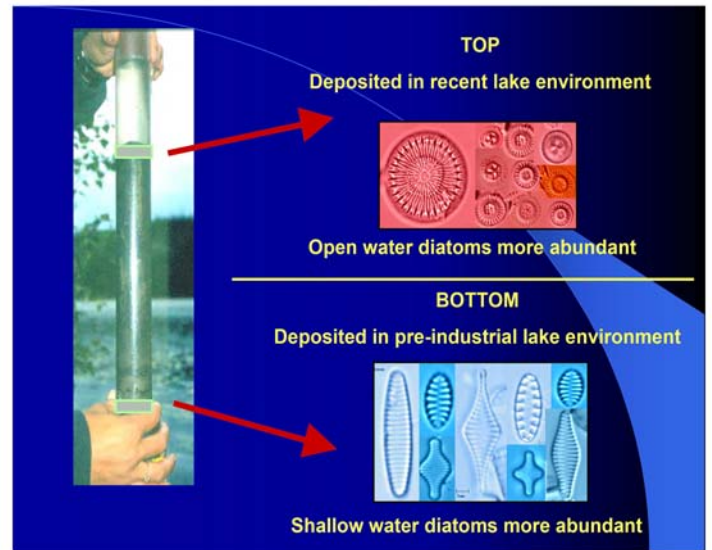 TOP
Deposited in recent lake environment
Open water diatoms more abundant
BOTTOM
Deposited in pre-industrial lake environment
Shallow water diatoms more abundant